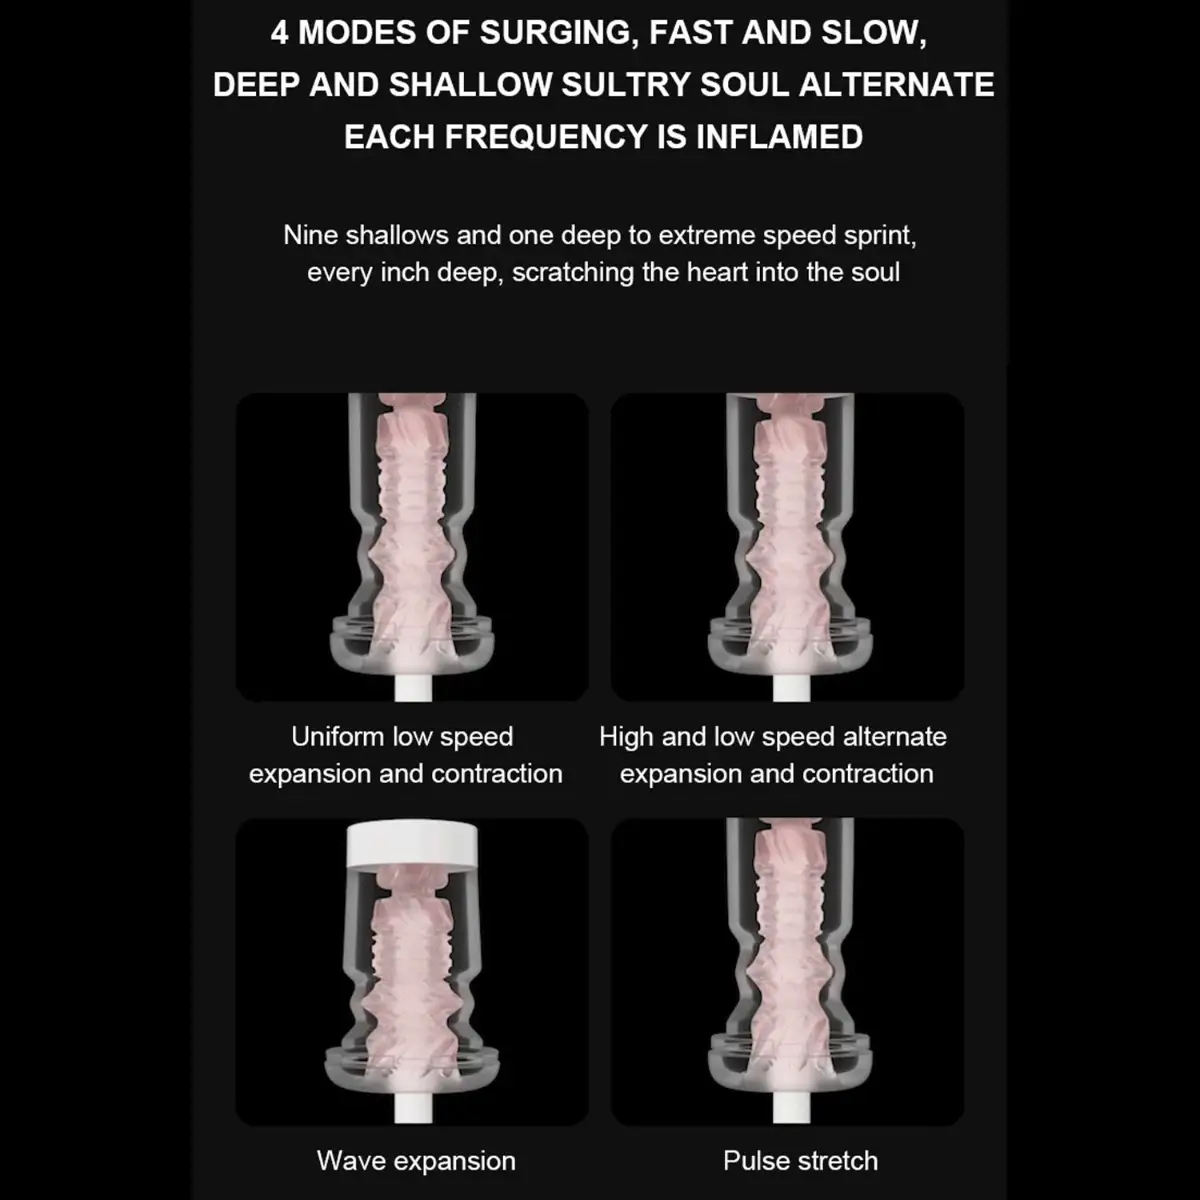 4 MODES OF SURGING, FAST AND SLOW,
DEEP AND SHALLOW SULTRY SOUL ALTERNATE
EACH FREQUENCY IS INFLAMED
Nine shallows and one deep to extreme speed sprint,
every inch deep, scratching the heart into the soul
Uniform low speed
expansion and contraction
High and low speed alternate
expansion and contraction
Wave expansion
Pulse stretch